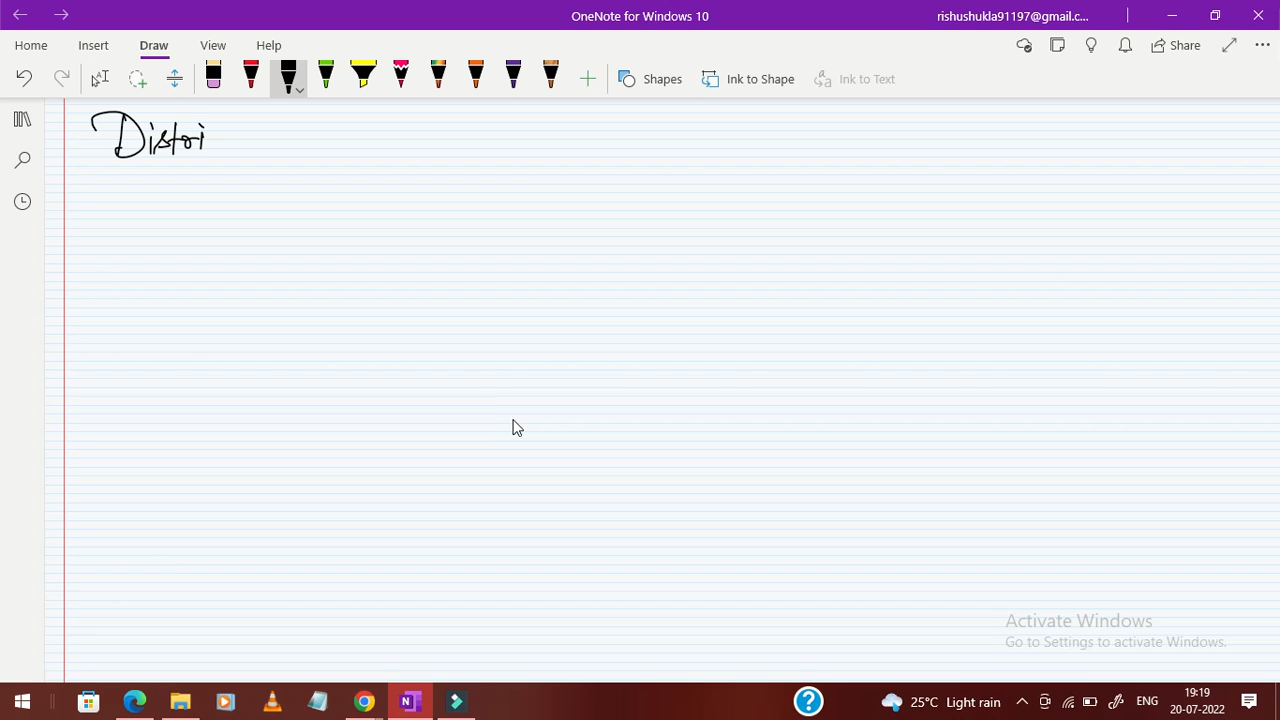 OneNote for Windows 10 rishushukla91197@gmail.c...
Home Insert Draw View Help Share
Shapes Ink to Shape Ink to Text
Distri
Activate Windows
Go to Settings to activate Windows.
25°C Light rain ENG 19:19
20-07-2022